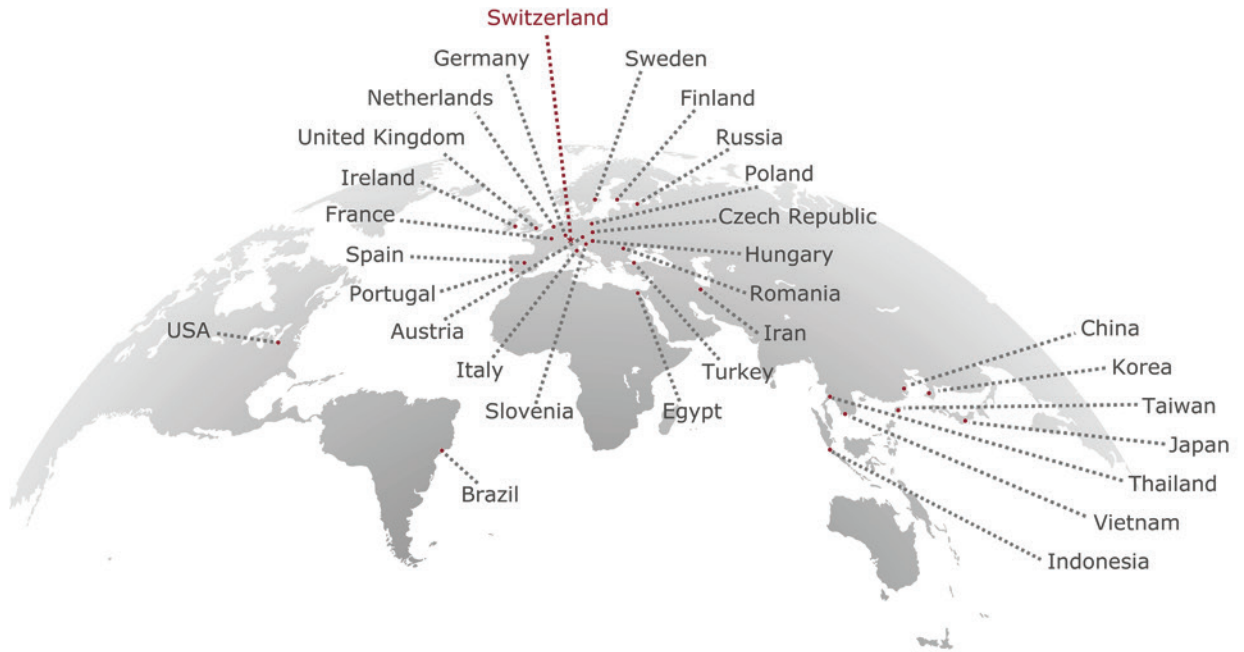 Switzerland
Germany
Sweden
Netherlands
Finland
United Kingdom
Russia
Ireland
Poland
France
Czech Republic
Spain
Hungary
Portugal
Romania
USA
Austria
Iran
China
Italy
Turkey
Korea
Slovenia
Egypt
Taiwan
Japan
Brazil
Thailand
Vietnam
Indonesia